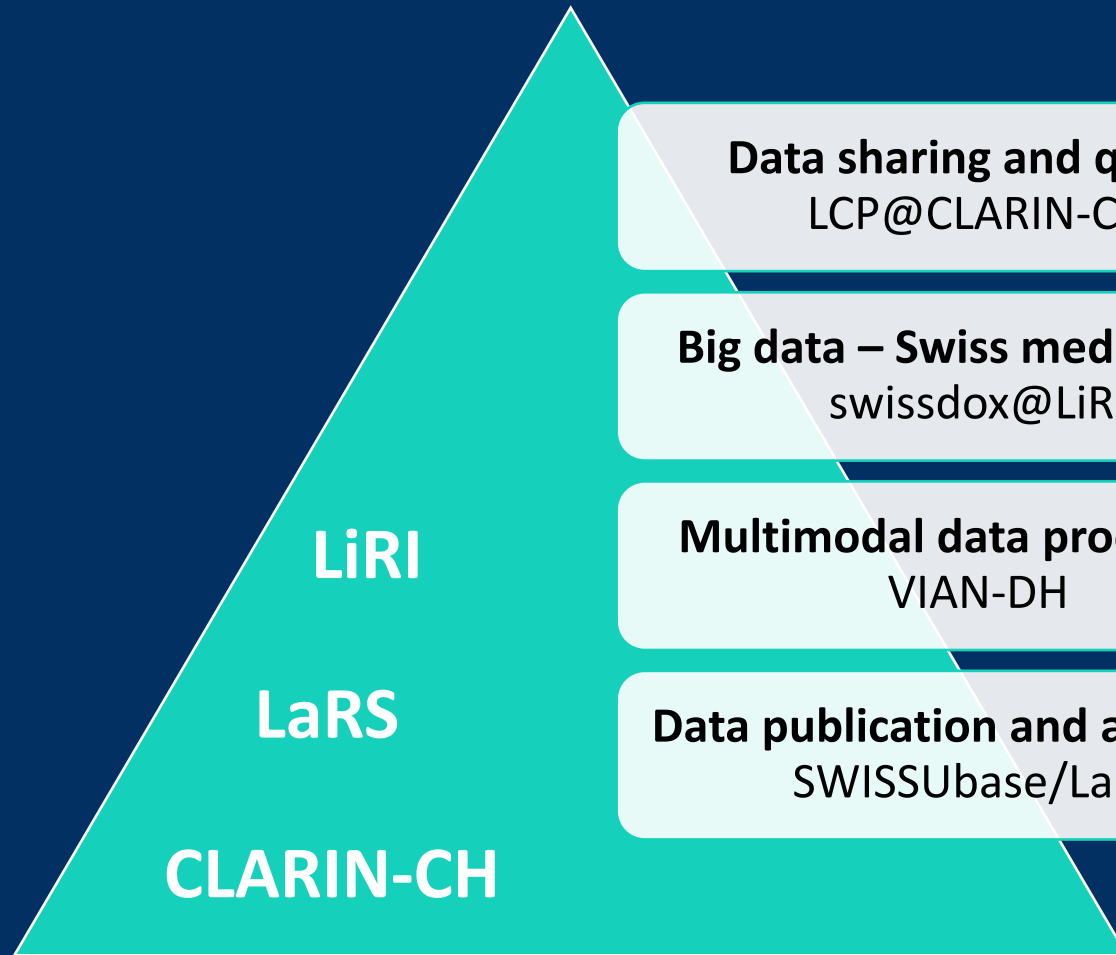 Data sharing and
LCP@CLARIN-C
Big data – Swiss med
swissdox@LiR
Multimodal data
VIAN-DH
Data publication and
SWISSUbase/La
LiRI
LaRS
CLARIN-CH